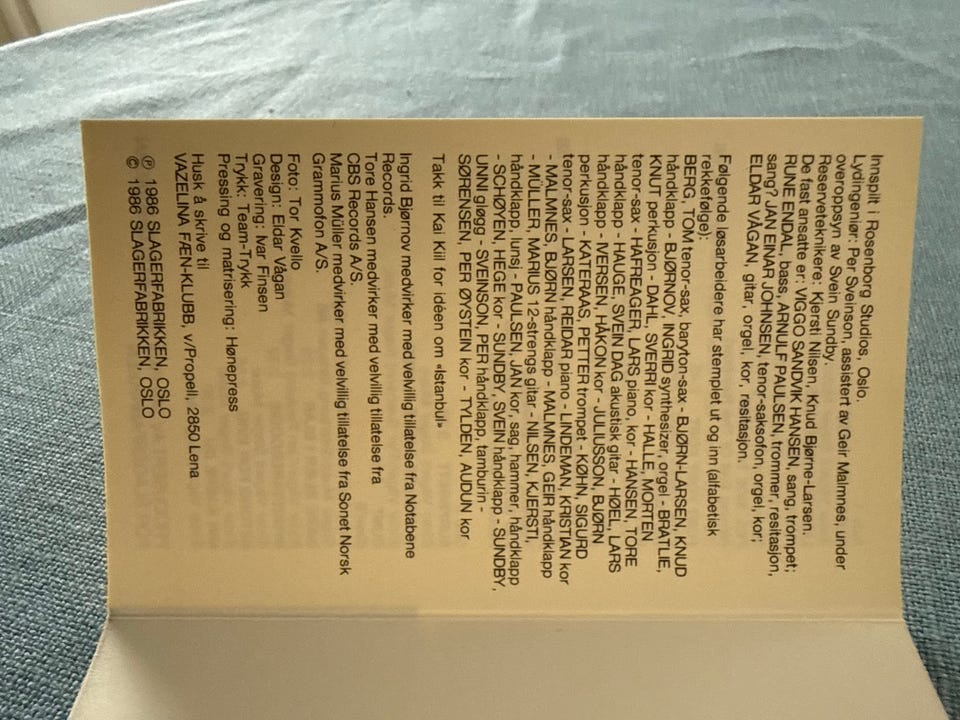 Innspilt i Rosenborg Studios, Oslo.
Lydingeniør: Per Sveinson, assistert av Geir Malmnes, under
overoppsyn av Svein Sundby.
Reserveteknikere: Kjersti Nilsen, Knud Bjørne-Larsen.
De fast ansatte er: VIGGO SANDVIK HANSEN, sang, trompet;
RUNE ENDAL, bass, ARNULF PAULSEN, trommer, resitasjon,
sang? JAN EINAR JOHNSEN, tenor-saksofon, orgel, kor;
ELDAR VÅGAN, gitar, orgel, kor, resitasjon.
Følgende løsarbeidere har stemplet ut og inn (alfabetisk
rekkefølge):
BERG, TOM tenor-sax, baryton-sax - BJØRN-LARSEN, KNUD
håndklapp - BJØRNOV, INGRID synthesizer, orgel - BRATLIE,
KNUT perkusjon - DAHL, SVERRI kor - HALLE, MORTEN
tenor-sax - HAFREAGER, LARS piano, kor - HANSEN, TORE
håndklapp - HAUGE, SVEIN DAG akustisk gitar - HØEL, LARS
håndklapp - IVERSEN, HÅKON kor - JULIUSSON, BJØRN
perkusjon - KATERAAS, PETTER trompet - KØHN, SIGURD
tenor-sax - LARSEN, REIDAR piano - LINDEMAN, KRISTIAN kor
- MALMNES, BJØRN håndklapp - MALMNES, GEIR håndklapp
- MÜLLER, MARIUS 12-strengs gitar - NILSEN, KJERSTI,
håndklapp, lunsj - PAULSEN, JAN kor, sag, hammer, håndklapp
- SCHØYEN, HEGE kor - SUNDBY, SVEIN håndklapp - SUNDBY,
UNNI gløgg - SVEINSON, PER håndklapp, tamburin -
SØRENSEN, PER ØYSTEIN kor - TYLDEN, AUDUN kor
Takk til Kai Kiil for idéen om «Istanbul»
Ingrid Bjørnov medvirker med velvillig tillatelse fra Notabene
Records.
Tore Hansen medvirker med velvillig tillatelse fra
CBS Records A/S.
Marius Müller medvirker med velvillig tillatelse fra Sonet Norsk
Grammofon A/S.
Foto: Tor Kvello
Design: Eldar Vågan
Gravering: Ivar Finsen
Trykk: Team-Trykk
Pressing og matrisering: Hønepress
Husk å skrive til
VAZELINA FÆN-KLUBB, v/Propell, 2850 Lena
℗ 1986 SLAGERFABRIKKEN, OSLO
© 1986 SLAGERFABRIKKEN, OSLO